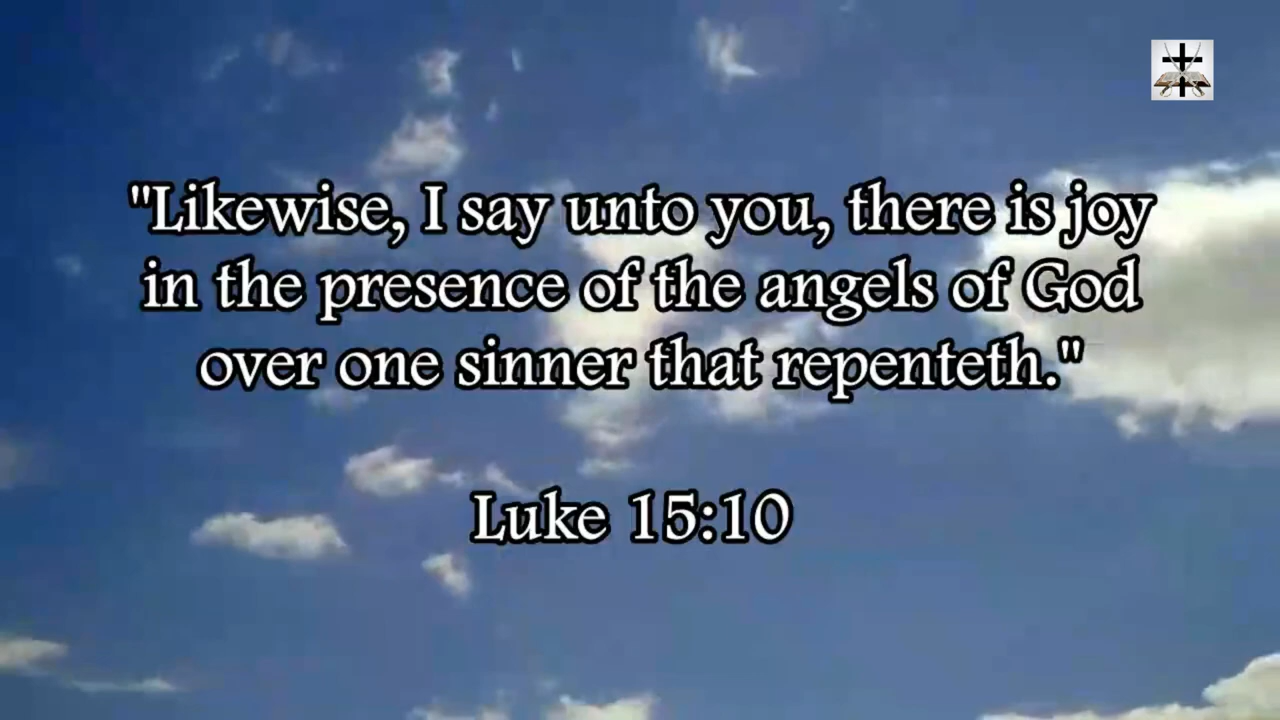 "Likewise, I say unto you, there is joy
in the presence of the angels of God
over one sinner that repenteth."
Luke 15:10